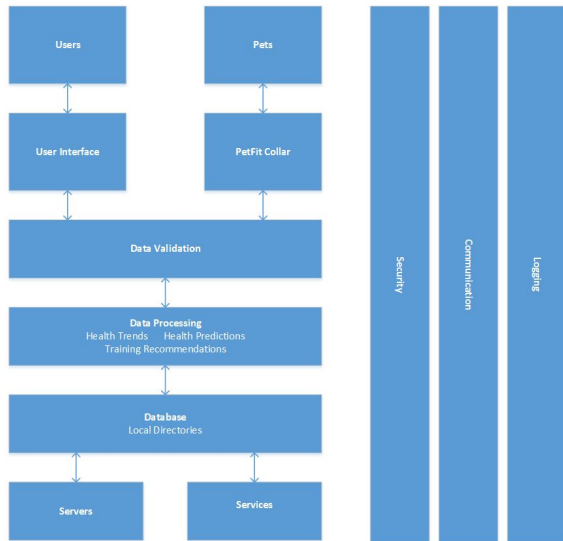 Users
Pets
User Interface
PetFit Collar
Data Validation
Data Processing
Health Trends Health Predictions
Training Recommendations
Database
Local Directories
Servers
Services
Security
Communication
Logging